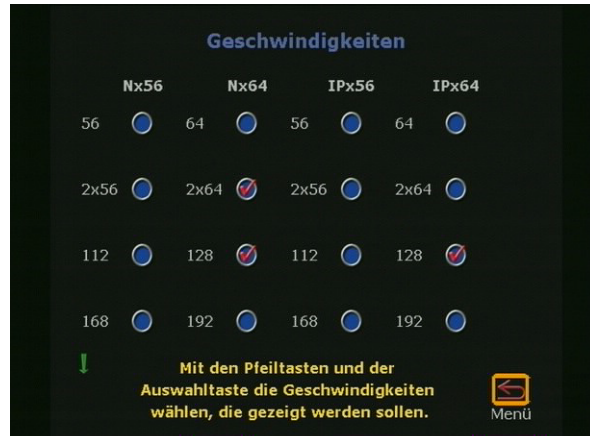 Geschwindigkeiten
Nx56 Nx64 IPx56 IPx64
56 64 56 64
2x56 2x64 2x56 2x64
112 128 112 128
168 192 168 192
Mit den Pfeiltasten und der
Auswahltaste die Geschwindigkeiten
wählen, die gezeigt werden sollen.
Menü